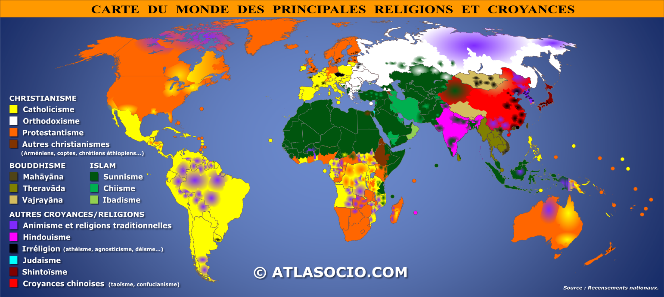 CARTE DU MONDE DES PRINCIPALES RELIGIONS ET CROYANCES
CHRISTIANISME
Catholicisme
Orthodoxisme
Protestantisme
Autres christianismes
(Arméniens, coptes, chrétiens éthiopiens...)
BOUDDHISME
Mahâyâna
Theravâda
Vajrayâna
ISLAM
Sunnisme
Chiisme
Ibadisme
AUTRES CROYANCES/RELIGIONS
Animisme et religions traditionnelles
Hindouisme
Irréligion (athéisme, agnosticisme, déisme...)
Judaïsme
Shintoïsme
Croyances chinoises (taoïsme, confucianisme)
© ATLASOCIO.COM
Source : Recensements nationaux.